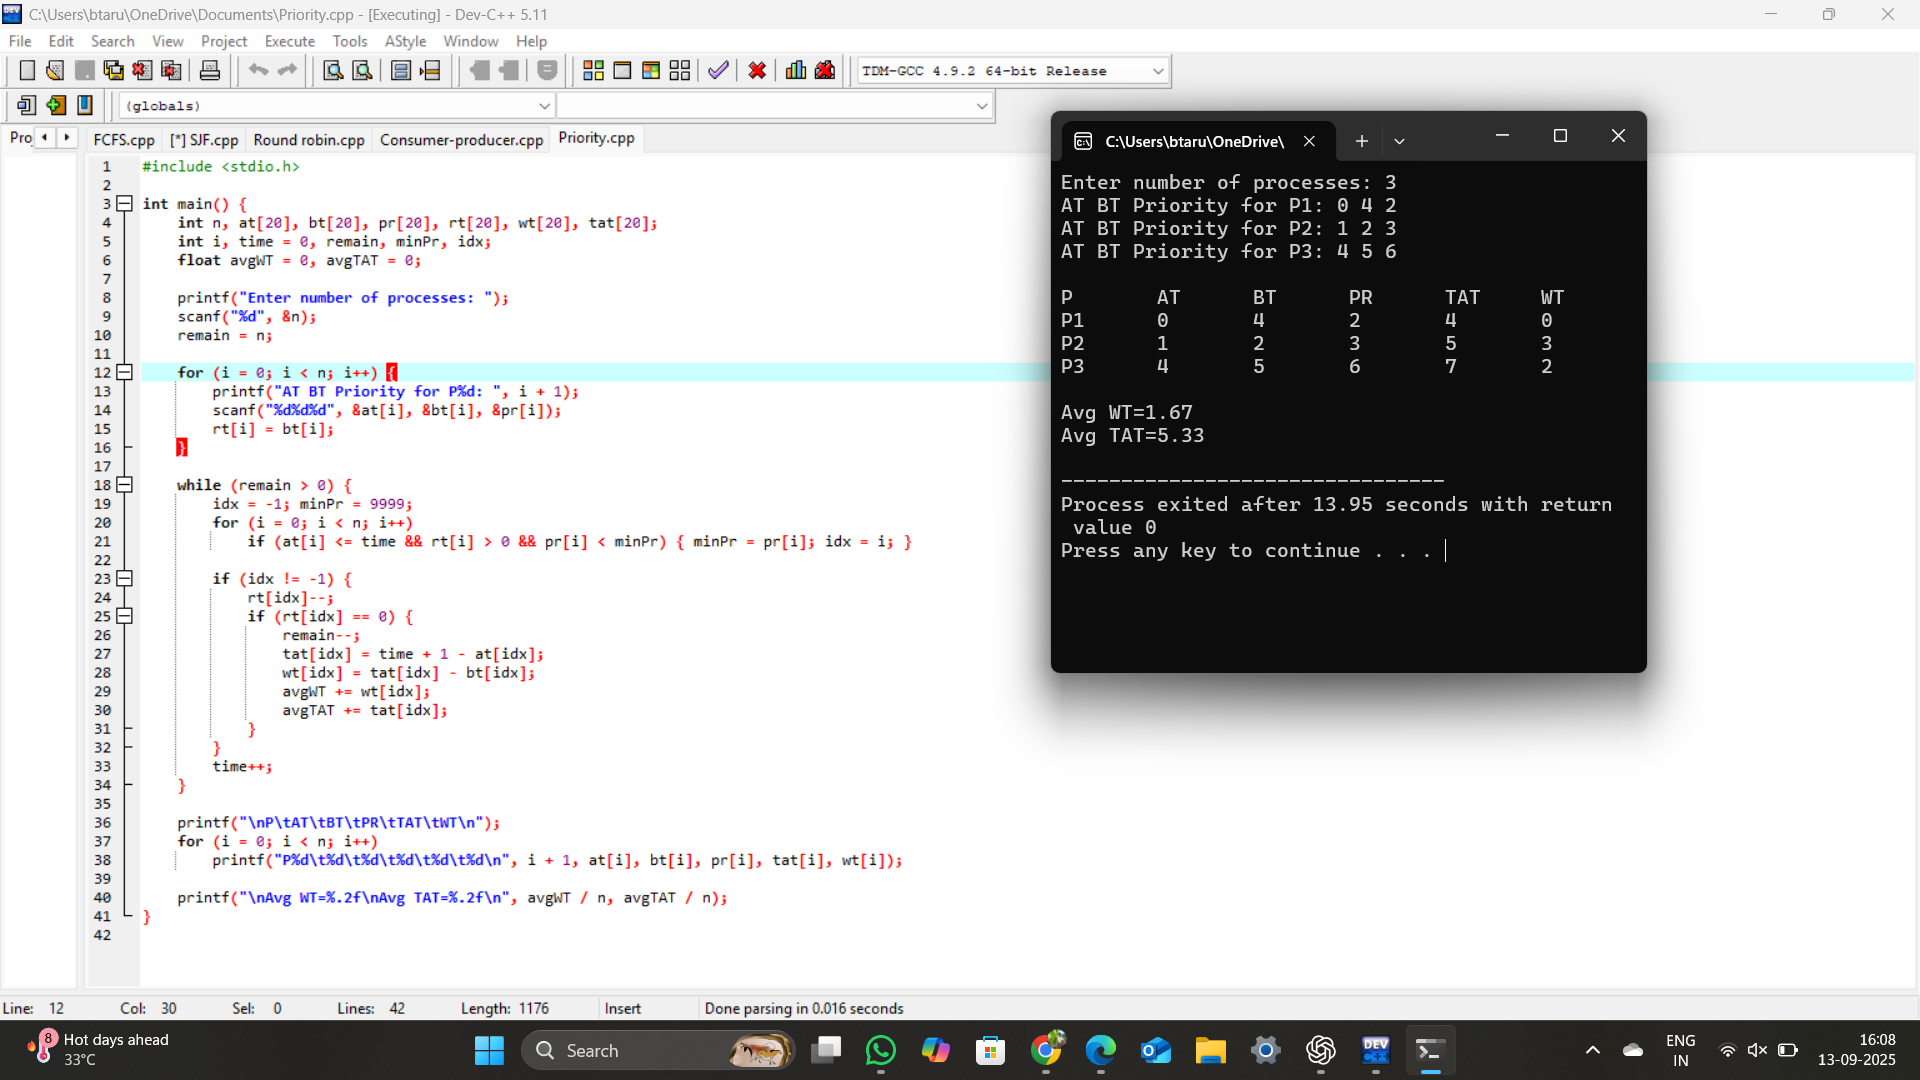 C:\Users\btaru\OneDrive\Documents\Priority.cpp - [Executing] - Dev-C++ 5.11
File Edit Search View Project Execute Tools AStyle Window Help
TDM-GCC 4.9.2 64-bit Release
(globals)
Pro FCFS.cpp [*] SJF.cpp Round robin.cpp Consumer-producer.cpp Priority.cpp
1 #include <stdio.h>
2
3 int main() {
4 int n, at[20], bt[20], pr[20], rt[20], wt[20], tat[20];
5 int i, time = 0, remain, minPr, idx;
6 float avgWT = 0, avgTAT = 0;
7
8 printf("Enter number of processes: ");
9 scanf("%d", &n);
10 remain = n;
11
12 for (i = 0; i < n; i++) {
13 printf("AT BT Priority for P%d: ", i + 1);
14 scanf("%d%d%d", &at[i], &bt[i], &pr[i]);
15 rt[i] = bt[i];
16 }
17
18 while (remain > 0) {
19 idx = -1; minPr = 9999;
20 for (i = 0; i < n; i++)
21 if (at[i] <= time && rt[i] > 0 && pr[i] < minPr) { minPr = pr[i]; idx = i; }
22
23 if (idx != -1) {
24 rt[idx]--;
25 if (rt[idx] == 0) {
26 remain--;
27 tat[idx] = time + 1 - at[idx];
28 wt[idx] = tat[idx] - bt[idx];
29 avgWT += wt[idx];
30 avgTAT += tat[idx];
31 }
32 }
33 time++;
34 }
35
36 printf("\nP\tAT\tBT\tPR\tTAT\tWT\n");
37 for (i = 0; i < n; i++)
38 printf("P%d\t%d\t%d\t%d\t%d\t%d\n", i + 1, at[i], bt[i], pr[i], tat[i], wt[i]);
39
40 printf("\nAvg WT=%.2f\nAvg TAT=%.2f\n", avgWT / n, avgTAT / n);
41 }
42
C:\Users\btaru\OneDrive\
Enter number of processes: 3
AT BT Priority for P1: 0 4 2
AT BT Priority for P2: 1 2 3
AT BT Priority for P3: 4 5 6
P AT BT PR TAT WT
P1 0 4 2 4 0
P2 1 2 3 5 3
P3 4 5 6 7 2
Avg WT=1.67
Avg TAT=5.33
--------------------------------
Process exited after 13.95 seconds with return
value 0
Press any key to continue . . .
Line: 12 Col: 30 Sel: 0 Lines: 42 Length: 1176 Insert Done parsing in 0.016 seconds
8 Hot days ahead
33°C
Search
DEV C++
ENG
IN
16:08
13-09-2025